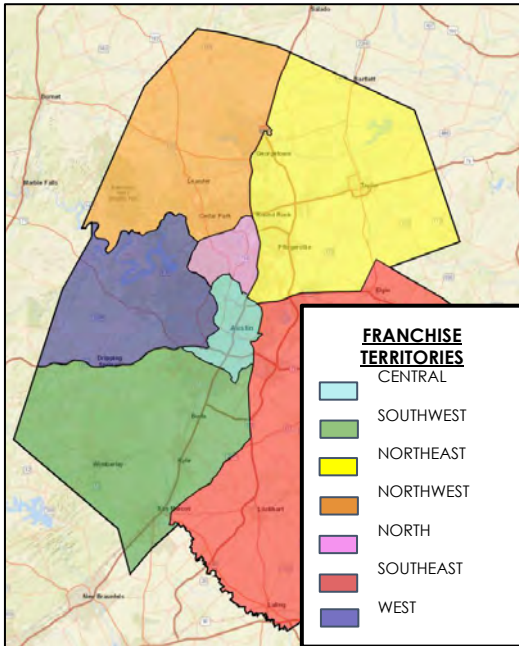 Salado
Burnet
Bartlett
Georgetown
Marble Falls
Leander
Taylor
Cedar Park
Round Rock
Pflugerville
Elgin
Austin
Dripping
Buda
Wimberley
Kyle
San Marcos
Lockhart
New Braunfels
Luling
FRANCHISE
TERRITORIES
CENTRAL
SOUTHWEST
NORTHEAST
NORTHWEST
NORTH
SOUTHEAST
WEST